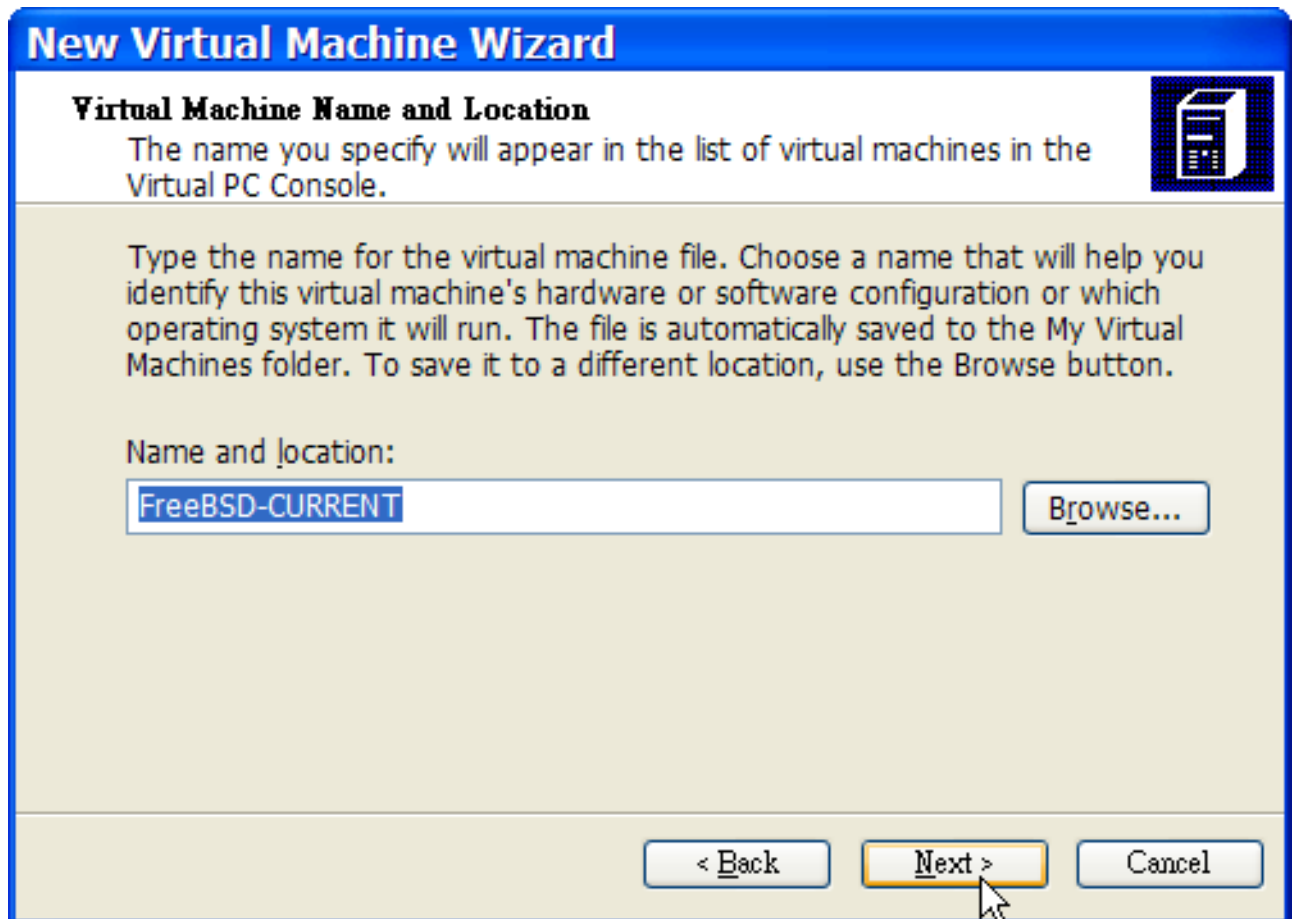 New Virtual Machine Wizard
Virtual Machine Name and Location
The name you specify will appear in the list of virtual machines in the
Virtual PC Console.
Type the name for the virtual machine file. Choose a name that will help you
identify this virtual machine's hardware or software configuration or which
operating system it will run. The file is automatically saved to the My Virtual
Machines folder. To save it to a different location, use the Browse button.
Name and location:
FreeBSD-CURRENT
Browse...
< Back
Next >
Cancel